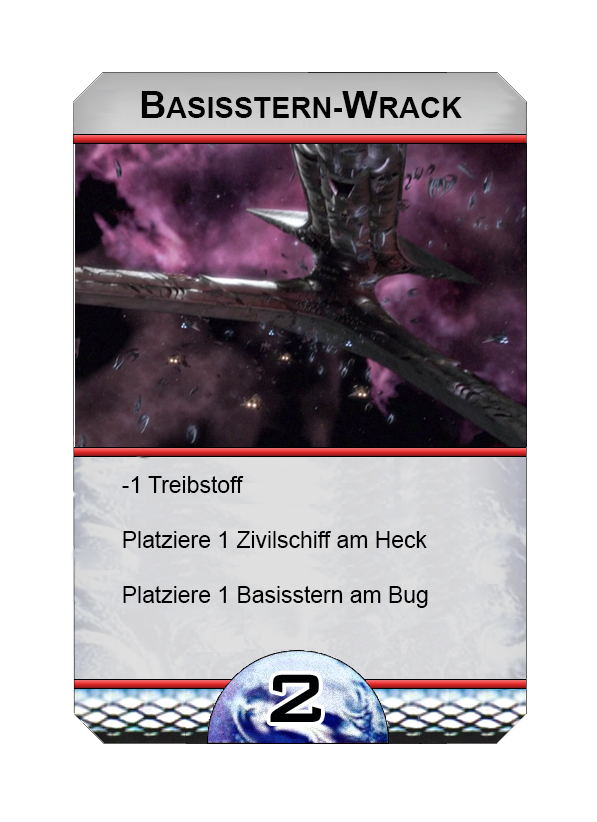 Basisstern-Wrack
-1 Treibstoff
Platziere 1 Zivilschiff am Heck
Platziere 1 Basisstern am Bug
2